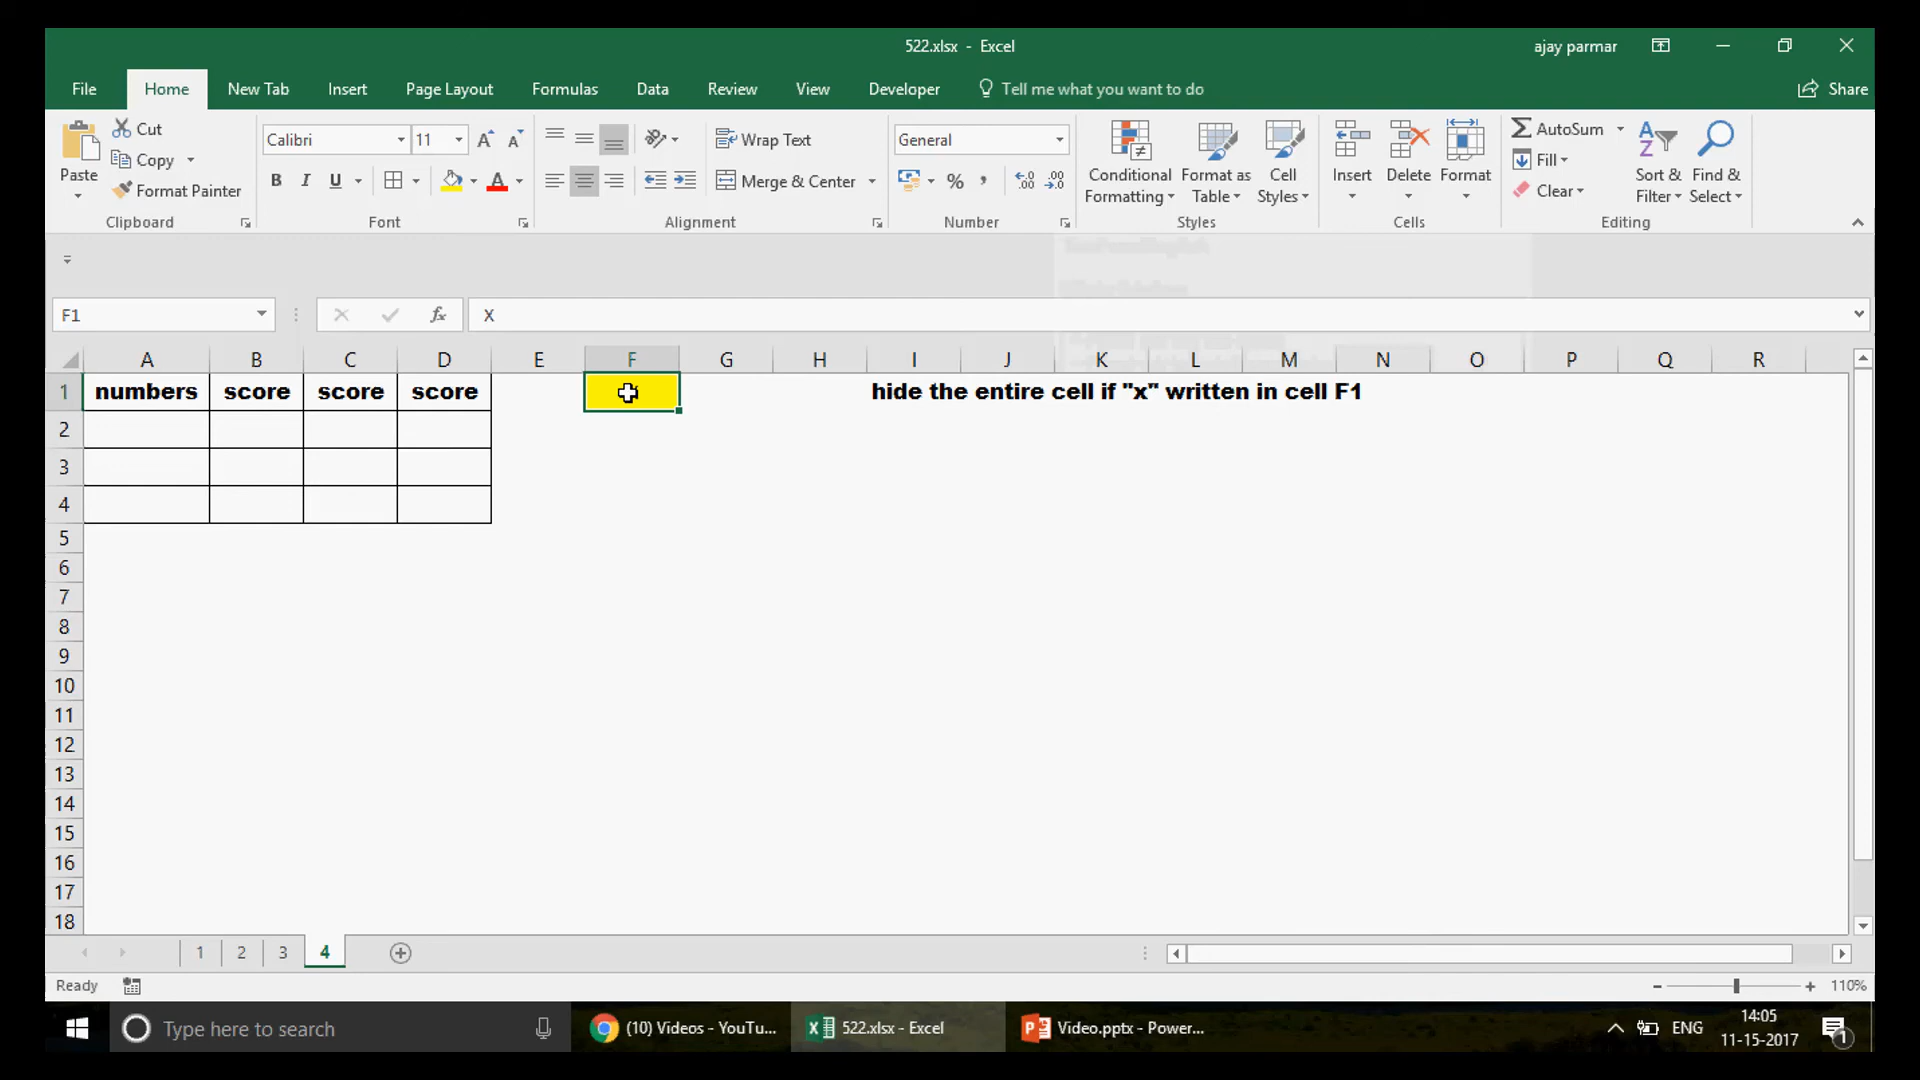 522.xlsx - Excel
ajay parmar
File Home New Tab Insert Page Layout Formulas Data Review View Developer Tell me what you want to do Share
Paste
Cut
Copy
Format Painter
Clipboard
Calibri 11
B I U
Font
Wrap Text
Merge & Center
Alignment
General
%
Number
Conditional Formatting
Format as Table
Cell Styles
Styles
Insert Delete Format
Cells
AutoSum
Fill
Clear
Sort & Filter
Find & Select
Editing
F1 fx X
A B C D E F G H I J K L M N O P Q R
1 numbers score score score hide the entire cell if "x" written in cell F1
2
3
4
5
6
7
8
9
10
11
12
13
14
15
16
17
18
1 2 3 4
Ready 110%
Type here to search (10) Videos - YouTu... 522.xlsx - Excel Video.pptx - Power... ENG 14:05
11-15-2017 1